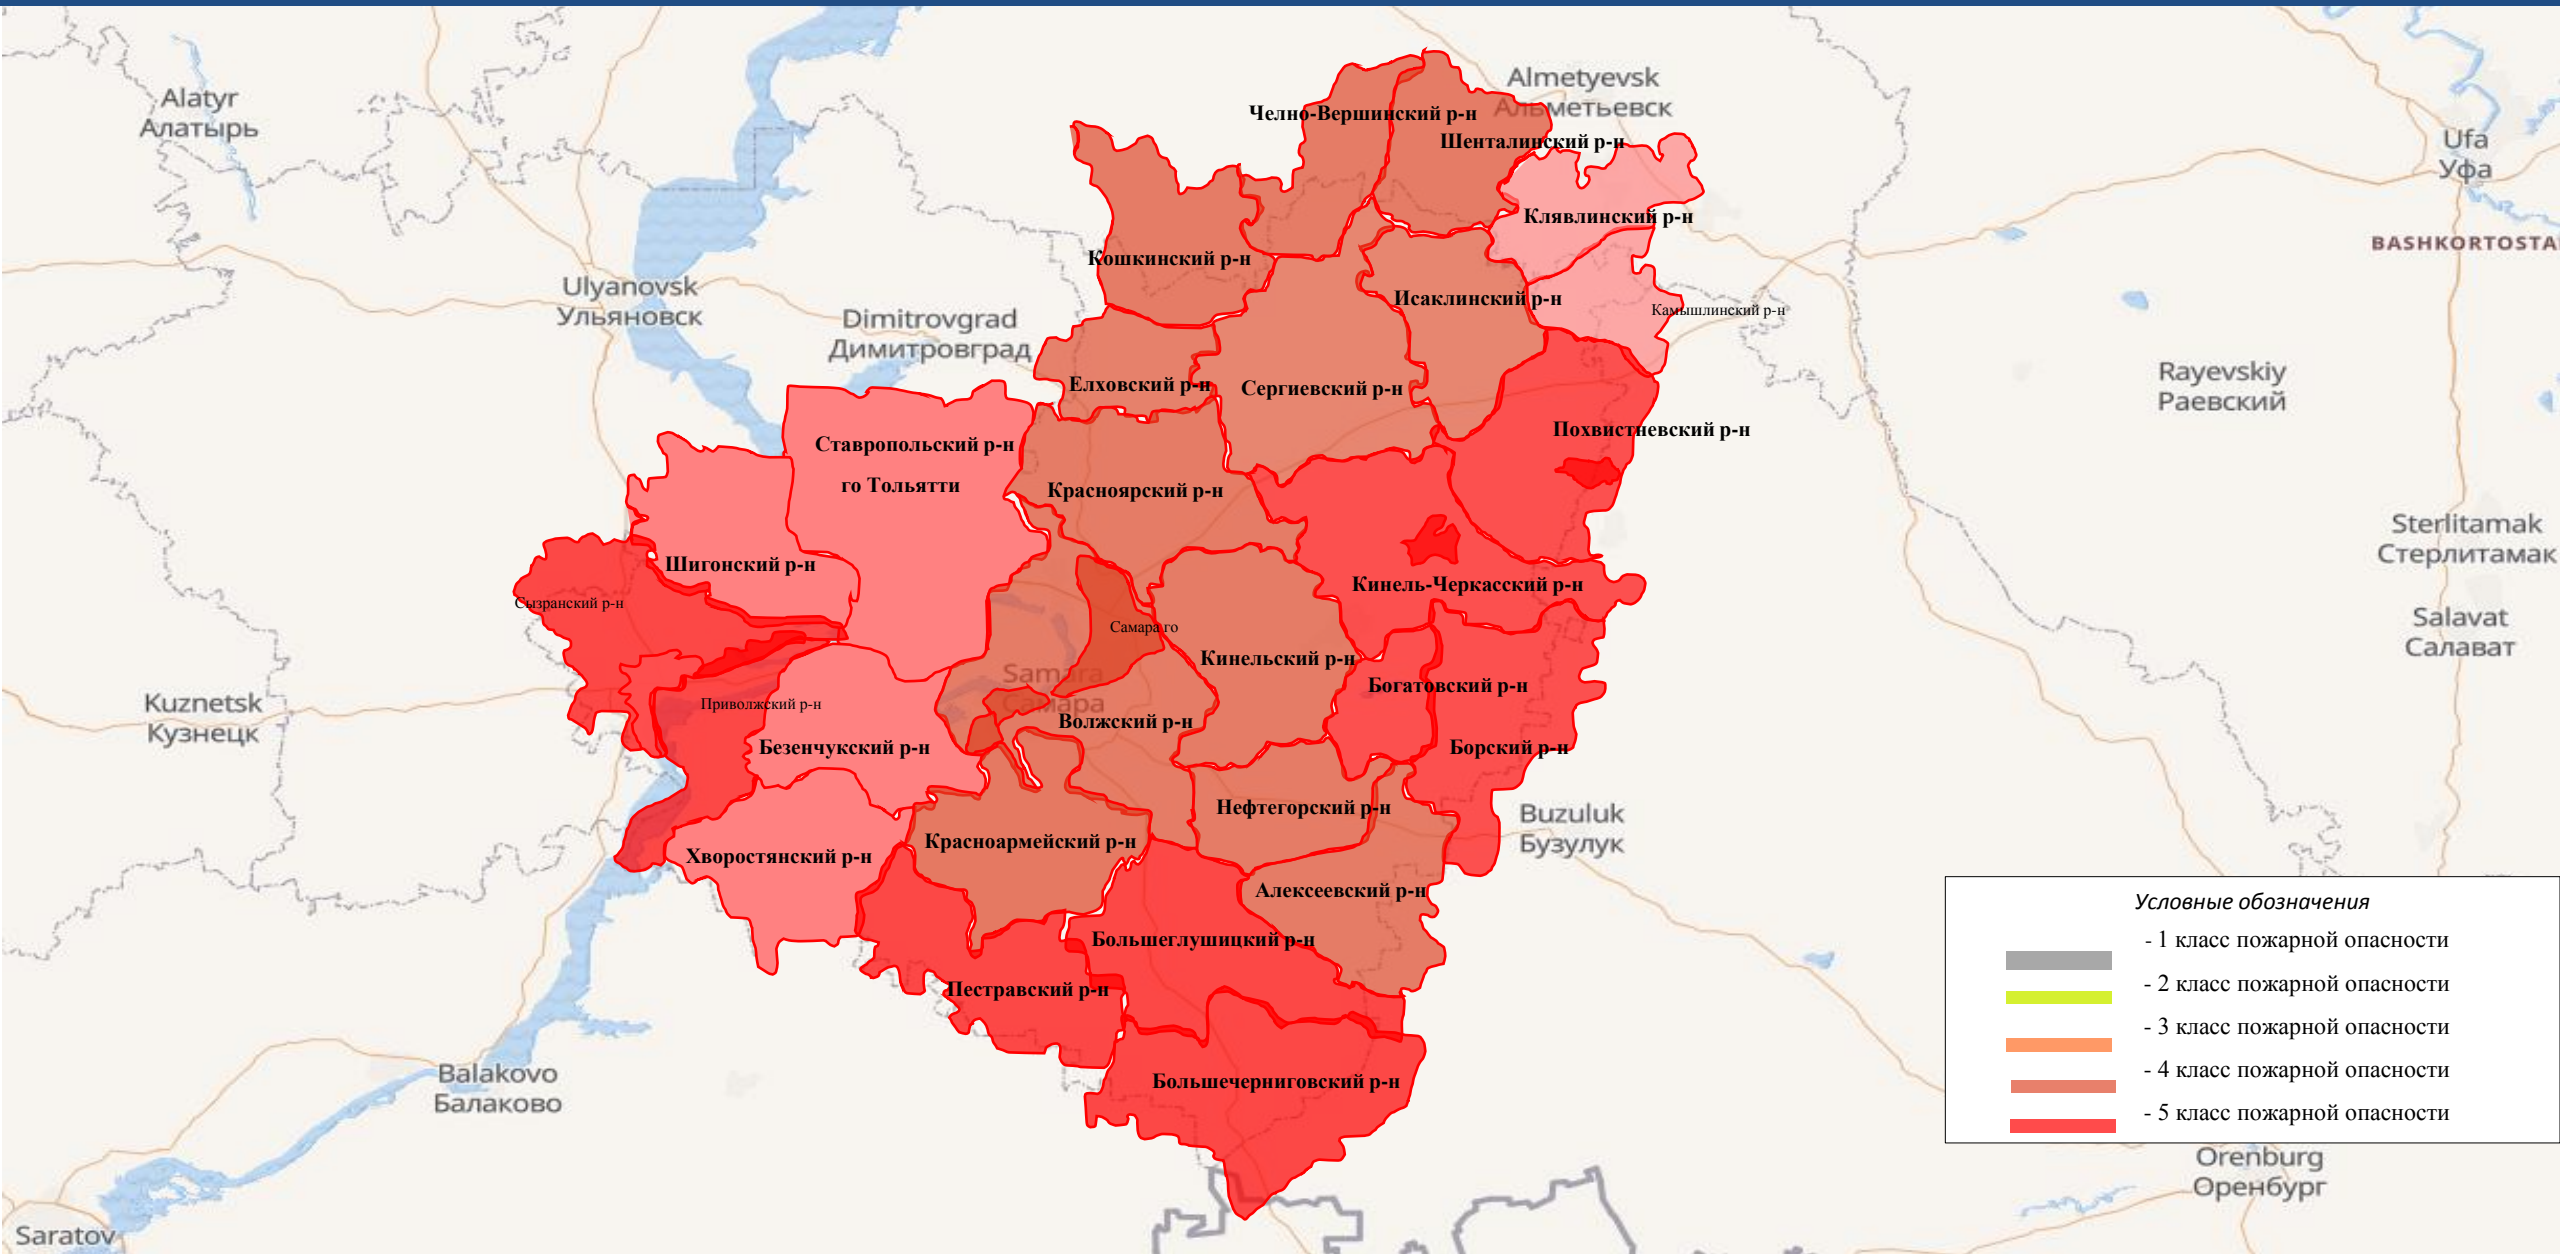 Almetyevsk
Альметьевск
Alatyr
Алатырь
Челно-Вершинский р-н
Шенталинский р-н
Ufa
Уфа
Клявлинский р-н
BASHKORTOSTA
Кошкинский р-н
Ulyanovsk
Ульяновск
Исаклинский р-н
Камышлинский р-н
Dimitrovgrad
Димитровград
Rayevskiy
Раевский
Елховский р-н
Сергиевский р-н
Похвистневский р-н
Ставропольский р-н
го Тольятти
Красноярский р-н
Sterlitamak
Стерлитамак
Шигонский р-н
Кинель-Черкасский р-н
Сызранский р-н
Самара го
Salavat
Салават
Кинельский р-н
Samara
Самара
Богатовский р-н
Kuznetsk
Кузнецк
Приволжский р-н
Волжский р-н
Безенчукский р-н
Борский р-н
Нефтегорский р-н
Buzuluk
Бузулук
Красноармейский р-н
Хворостянский р-н
Алексеевский р-н
Большеглушицкий р-н
Пестравский р-н
Balakovo
Балаково
Большечерниговский р-н
Условные обозначения
- 1 класс пожарной опасности
- 2 класс пожарной опасности
- 3 класс пожарной опасности
- 4 класс пожарной опасности
- 5 класс пожарной опасности
Orenburg
Оренбург
Saratov